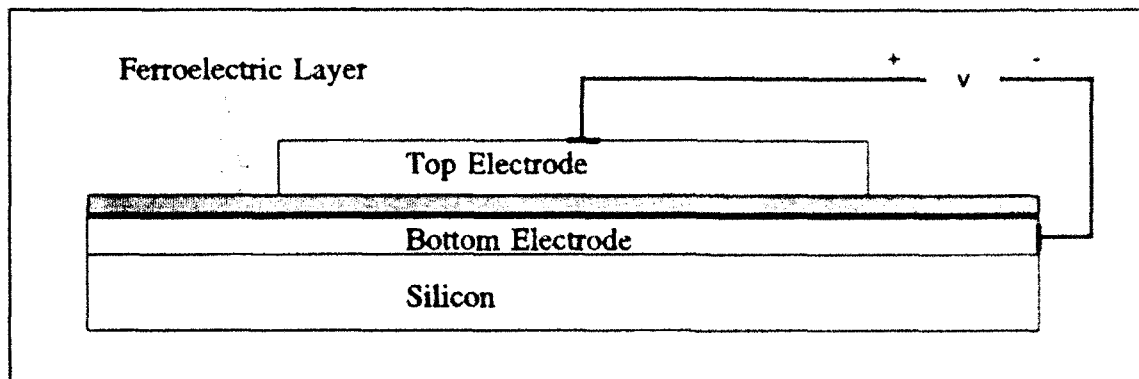 Ferroelectric Layer
+ v -
Top Electrode
Bottom Electrode
Silicon